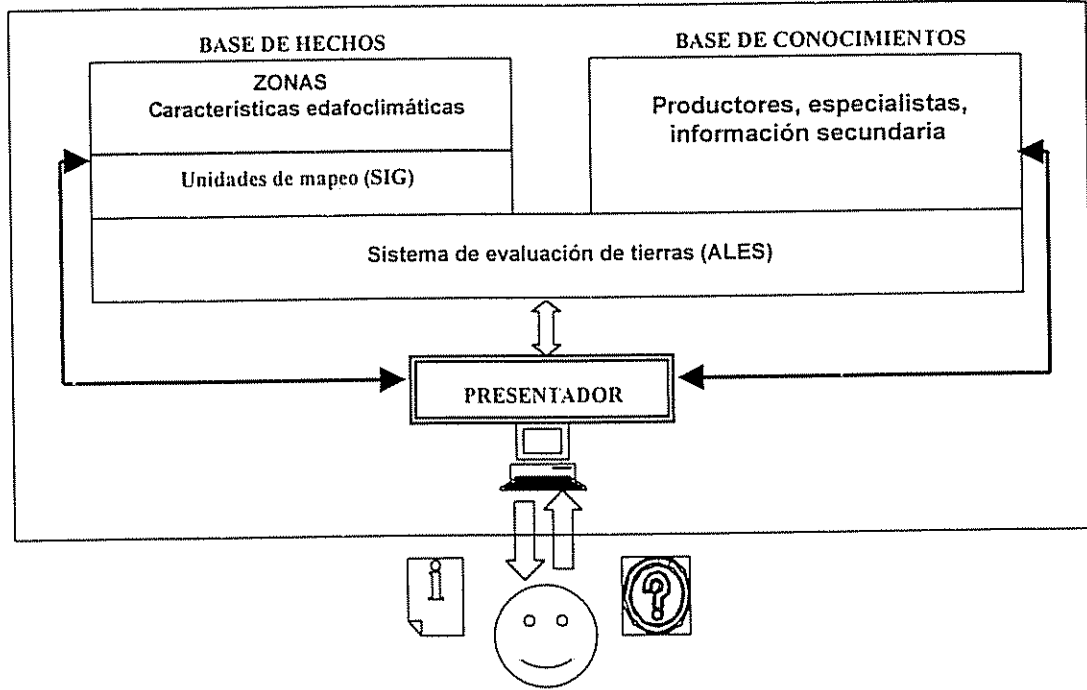 BASE DE HECHOS
ZONAS
Características edafoclimáticas
Unidades de mapeo (SIG)
BASE DE CONOCIMIENTOS
Productores, especialistas,
información secundaria
Sistema de evaluación de tierras (ALES)
PRESENTADOR
i
?